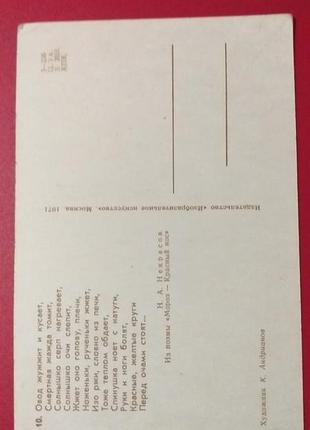 10. Овод жужжит и кусает,
Смертная жажда томит,
Солнышко серп нагревает,
Солнышко очи слепит,
Жжет оно голову, плечи,
Ноженьки, рученьки жжет,
Изо ржи, словно из печи,
Тоже теплом обдает,
Спинушка ноет с натуги,
Руки и ноги болят,
Красные, желтые круги
Перед очами стоят...
Н. А. Некрасов
Из поэмы «Мороз, Красный нос»
Художник К. Андрианов
Издательство «Изобразительное искусство». Москва. 1971